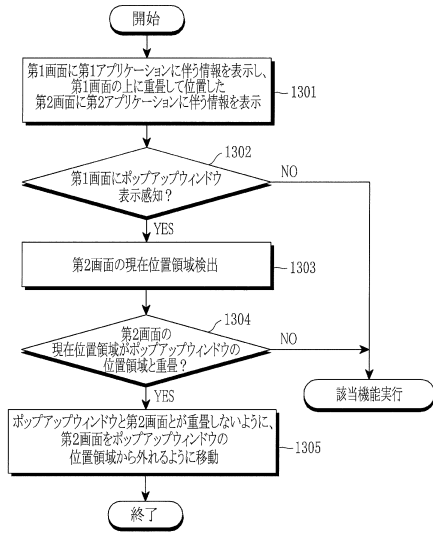 開始
第1画面に第1アプリケーションに伴う情報を表示し、
第1画面の上に重畳して位置した
第2画面に第2アプリケーションに伴う情報を表示
1301
1302
第1画面にポップアップウィンドウ
表示感知？
NO
YES
第2画面の現在位置領域検出
1303
1304
第2画面の
現在位置領域がポップアップウィンドウの
位置領域と重畳？
NO
YES
該当機能実行
ポップアップウィンドウと第2画面とが重畳しないように、
第2画面をポップアップウィンドウの
位置領域から外れるように移動
1305
終了